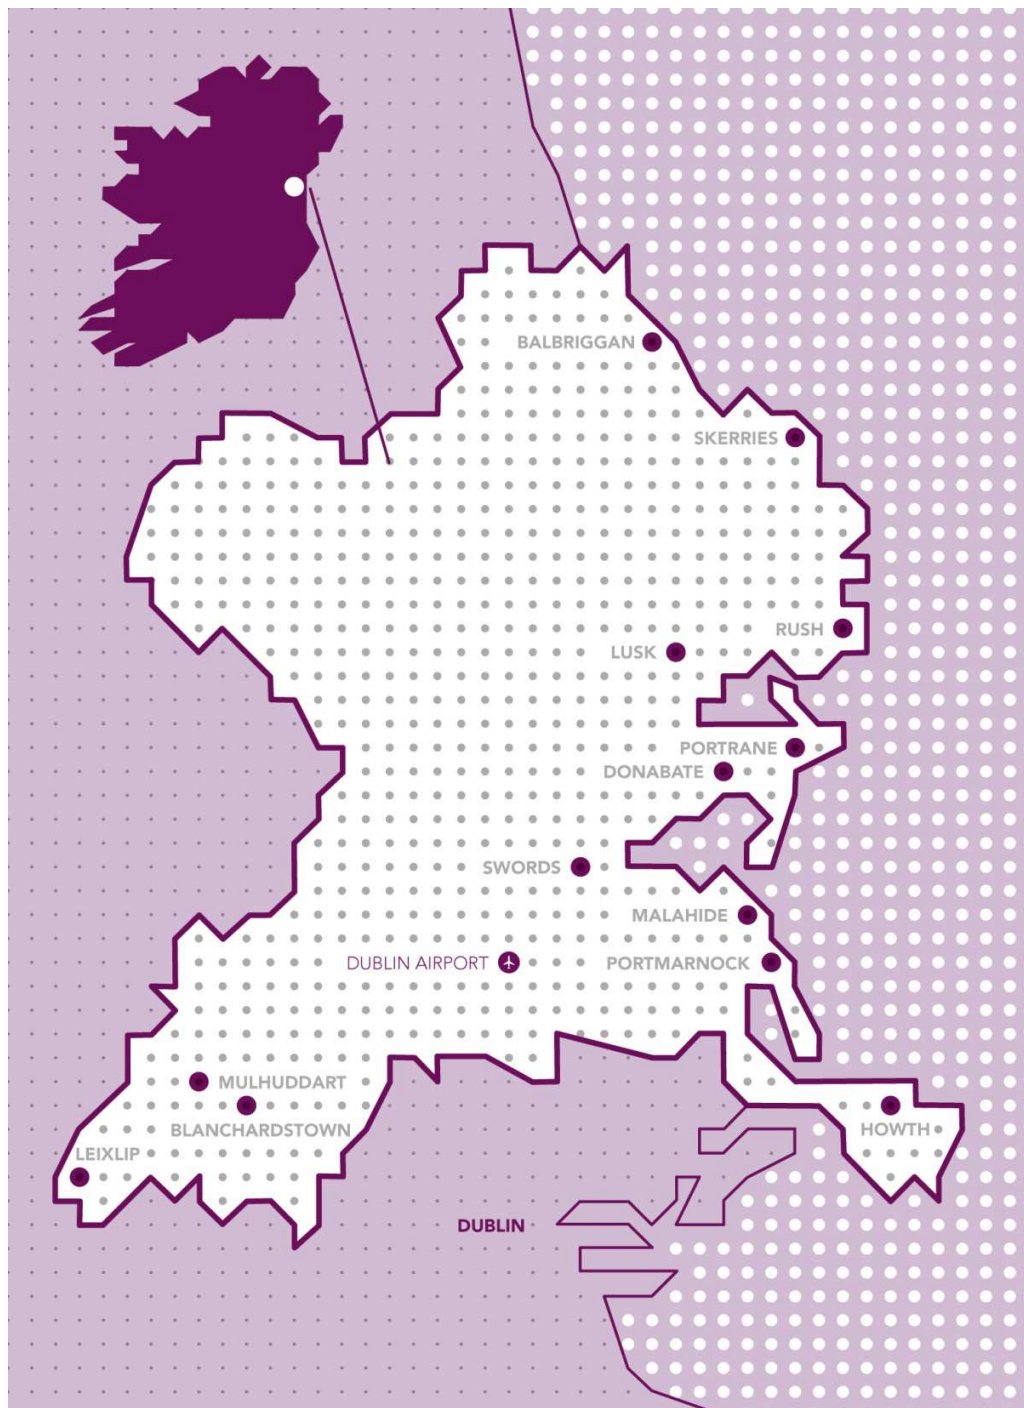 BALBRIGGAN
SKERRIES
RUSH
LUSK
PORTRANE
DONABATE
SWORDS
MALAHIDE
DUBLIN AIRPORT
PORTMARNOCK
MULHUDDART
BLANCHARDSTOWN
HOWTH
LEIXLIP
DUBLIN